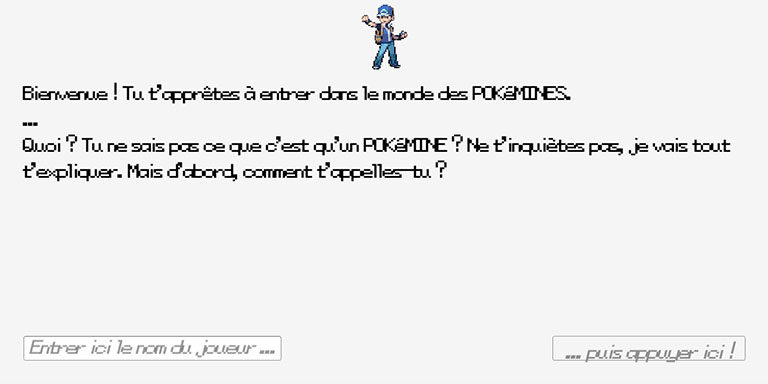 Bienvenue ! Tu t'apprêtes à entrer dans le monde des POKéMINES.
...
Quoi ? Tu ne sais pas ce que c'est qu'un POKéMINE ? Ne t'inquiètes pas, je vais tout
t'expliquer. Mais d'abord, comment t'appelles-tu ?
Entrer ici le nom du joueur ...
... puis appuyer ici !